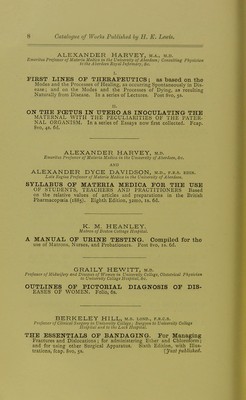 8 Catalogue of Works Published by H. K. Lewis.
ALEXANDER HARVEY, M.A., M.D.
Emeritus Professor of Materia Medica in the University of Aberdeen; Consulting Physician
to the Aberdeen Royal Infirmary, &c.
I.
FIRST LINES OF THERAPEUTICS; as based on the
Modes and the Processes of Healing, as occurring Spontaneously in Dis-
ease; and on the Modes and the Processes of Dying, as resulting
Naturally from Disease. In a series of Lectures. Post 8vo, 5s.
II.
ON THE FŒTUS IN UTERO AS INOCULATING THE
MATERNAL WITH THE PECULIARITIES OF THE PATER-
NAL ORGANISM. In a series of Essays now first collected. Fcap.
8vo, 4s. 6d.
ALEXANDER HARVEY, M.D.
Emeritus Professor of Materia Medica in the University of Aberdeen, &c.
AND
ALEXANDER DYCE DAVIDSON, M.D., F.R.S. EDIN.
Late Regius Professor of Materia Medica in the University of Aberdeen.
SYLLABUS OF MATERIA MEDICA FOR THE USE
OF STUDENTS, TEACHERS AND PRACTITIONERS. Based
on the relative values of articles and preparations in the British
Pharmacopœia (1885). Eighth Edition, 32mo, 1s. 6d.
K. M. HEANLEY.
Matron of Boston Cottage Hospital.
A MANUAL OF URINE TESTING. Compiled for the
use of Matrons, Nurses, and Probationers. Post 8vo, 1s. 6d.
GRAILY HEWITT, M.D.
Professor of Midwifery and Diseases of Women in University College, Obstetrical Physician
to University College Hospital, &c.
OUTLINES OF PICTORIAL DIAGNOSIS OF DIS-
EASES OF WOMEN. Folio, 6s.
BERKELEY HILL, M.B. LOND., F.R.C.S.
Professor of Clinical Surgery in University College; Surgeon to University College
Hospital and to the Lock Hospital.
THE ESSENTIALS OF BANDAGING. For Managing
Fractures and Dislocations; for administering Ether and Chloroform;
and for using other Surgical Apparatus. Sixth Edition, with Illus-
trations, fcap. 8vo, 5s. [Just published.